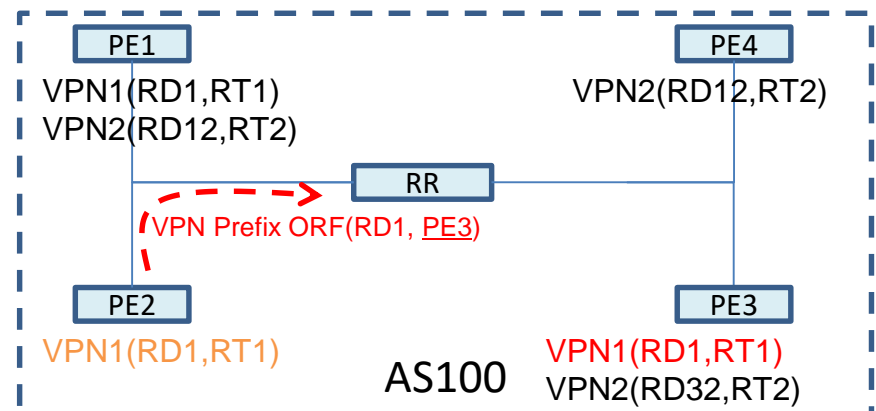 PE1
PE4
VPN1(RD1,RT1)
VPN2(RD12,RT2)
VPN2(RD12,RT2)
RR
VPN Prefix ORF(RD1, PE3)
PE2
PE3
VPN1(RD1,RT1)
VPN1(RD1,RT1)
AS100
VPN2(RD32,RT2)